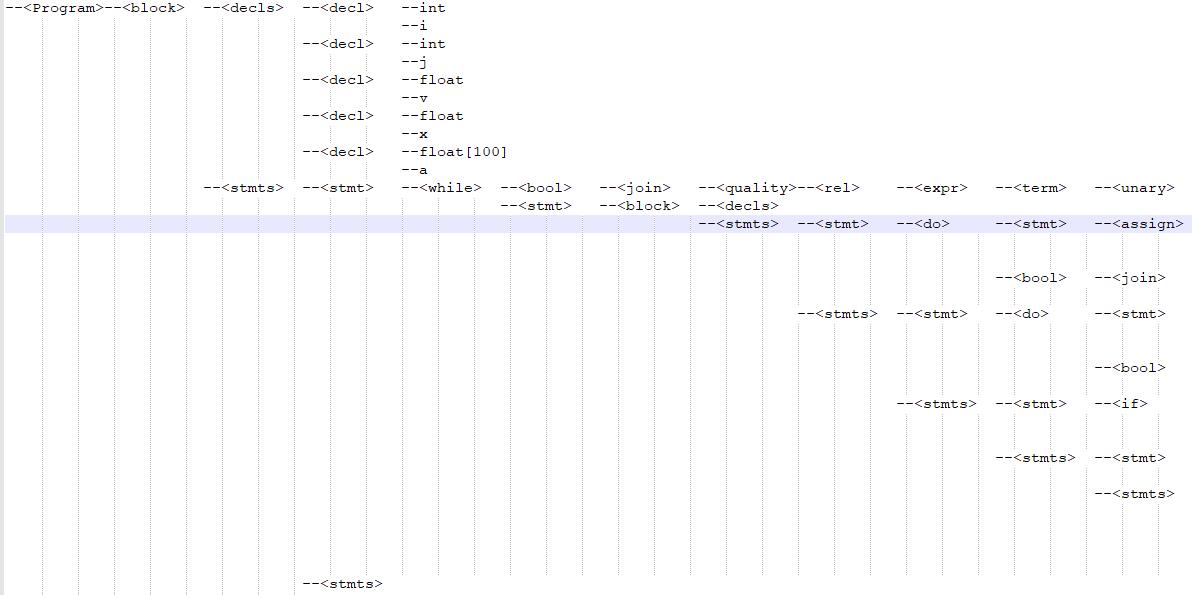 --<Program>--<block> --<decls> --<decl> --int
--i
--<decl> --int
--j
--<decl> --float
--v
--<decl> --float
--x
--<decl> --float[100]
--a
--<stmts> --<stmt> --<while> --<bool> --<join> --<quality>--<rel> --<expr> --<term> --<unary>
--<stmt> --<block> --<decls>
--<stmts> --<stmt> --<do> --<stmt> --<assign>
--<bool> --<join>
--<stmts> --<stmt> --<do> --<stmt>
--<bool>
--<stmts> --<stmt> --<if>
--<stmts> --<stmt>
--<stmts>
--<stmts>